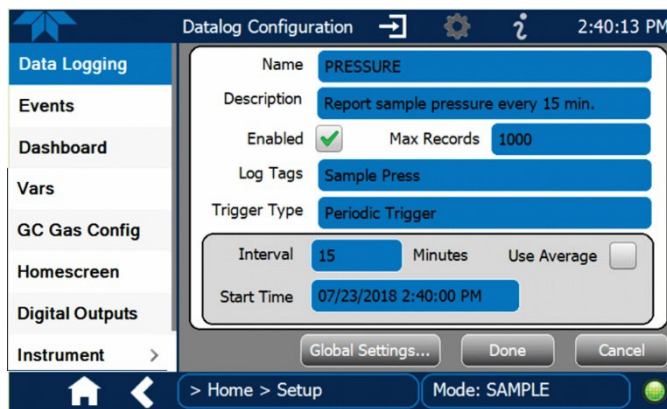 Datalog Configuration 2:40:13 PM
Data Logging
Events
Dashboard
Vars
GC Gas Config
Homescreen
Digital Outputs
Instrument >
Name PRESSURE
Description Report sample pressure every 15 min.
Enabled Max Records 1000
Log Tags Sample Press
Trigger Type Periodic Trigger
Interval 15 Minutes Use Average
Start Time 07/23/2018 2:40:00 PM
Global Settings... Done Cancel
> Home > Setup Mode: SAMPLE